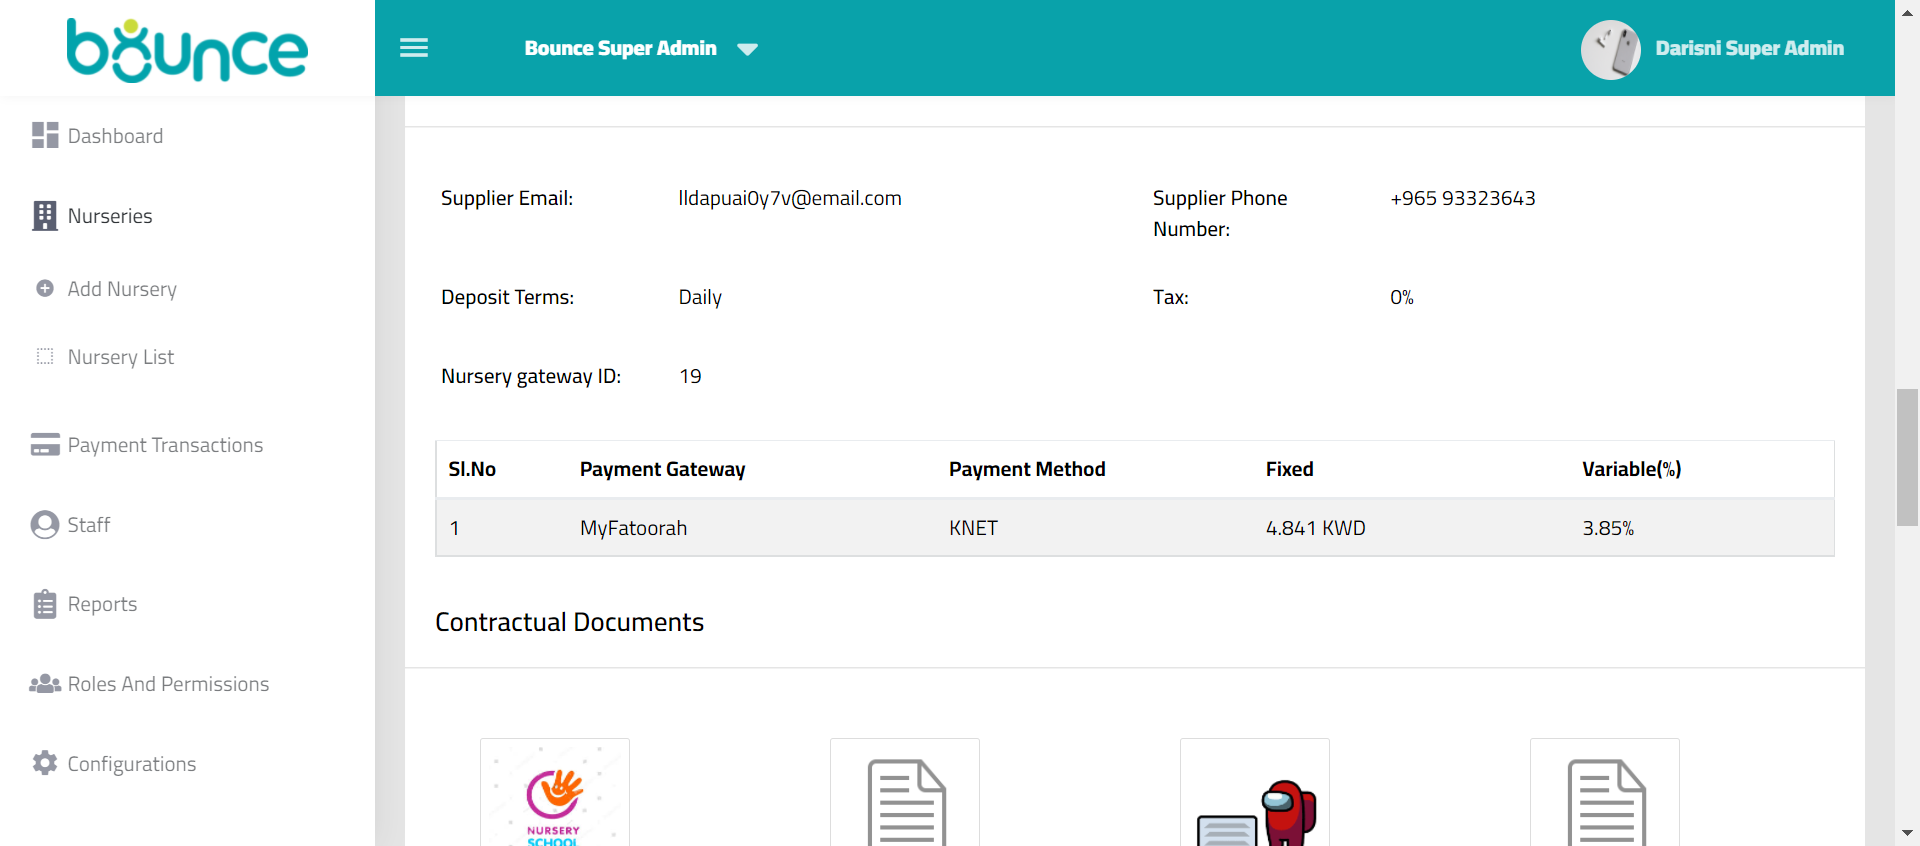 bounce
Bounce Super Admin
Darisni Super Admin
Dashboard
Nurseries
Add Nursery
Nursery List
Payment Transactions
Staff
Reports
Roles And Permissions
Configurations
Supplier Email: lldapuai0y7v@email.com
Supplier Phone Number: +965 93323643
Deposit Terms: Daily
Tax: 0%
Nursery gateway ID: 19
Sl.No Payment Gateway Payment Method Fixed Variable(%)
1 MyFatoorah KNET 4.841 KWD 3.85%
Contractual Documents
NURSERY
SCHOOL